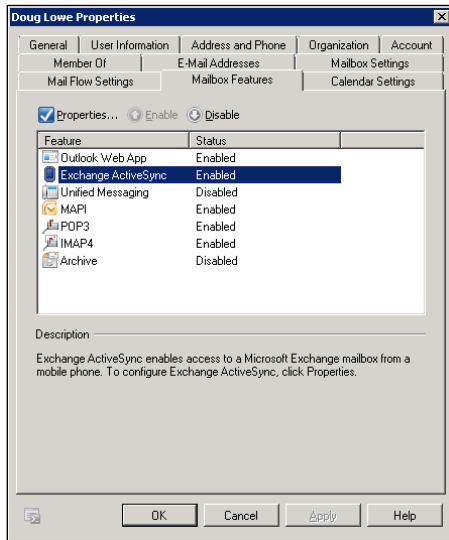 Doug Lowe Properties
General User Information Address and Phone Organization Account
Member Of E-Mail Addresses Mailbox Settings
Mail Flow Settings Mailbox Features Calendar Settings
Properties... Enable Disable
Feature Status
Outlook Web App Enabled
Exchange ActiveSync Enabled
Unified Messaging Disabled
MAPI Enabled
POP3 Enabled
IMAP4 Enabled
Archive Disabled
Description
Exchange ActiveSync enables access to a Microsoft Exchange mailbox from a
mobile phone. To configure Exchange ActiveSync, click Properties.
OK Cancel Apply Help